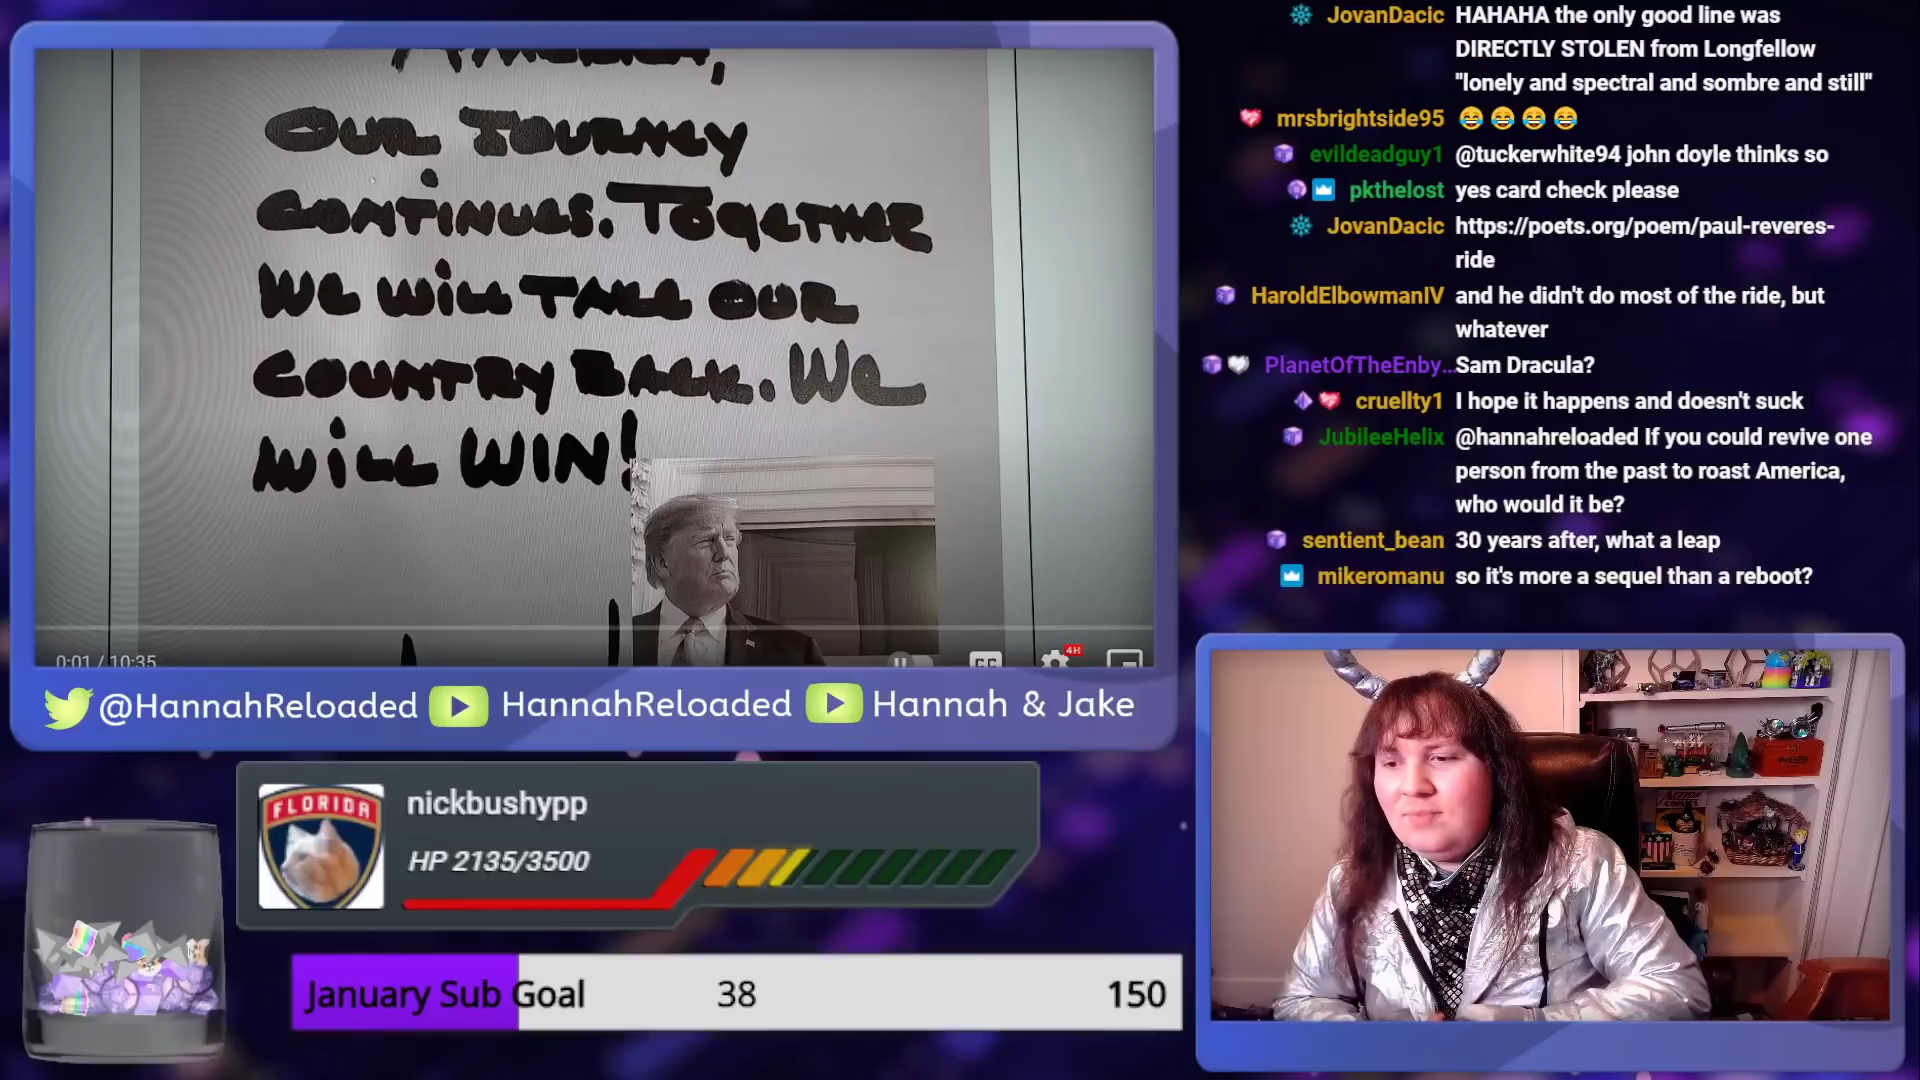 OUR JOURNEY
CONTINUES. TOGETHER
WE WILL TAKE OUR
COUNTRY BACK. WE
WILL WIN!
0:01 / 10:35
@HannahReloaded
HannahReloaded
Hannah & Jake
FLORIDA
nickbushypp
HP 2135/3500
January Sub Goal 38 150
JovanDacic HAHAHA the only good line was
DIRECTLY STOLEN from Longfellow
"lonely and spectral and sombre and still"
mrsbrightside95 😂 😂 😂 😂
evildeadguy1 @tuckerwhite94 john doyle thinks so
pkthelost yes card check please
JovanDacic https://poets.org/poem/paul-reveres-
ride
HaroldElbowmanIV and he didn't do most of the ride, but
whatever
PlanetOfTheEnby... Sam Dracula?
cruellty1 I hope it happens and doesn't suck
JubileeHelix @hannahreloaded If you could revive one
person from the past to roast America,
who would it be?
sentient_bean 30 years after, what a leap
mikeromanu so it's more a sequel than a reboot?